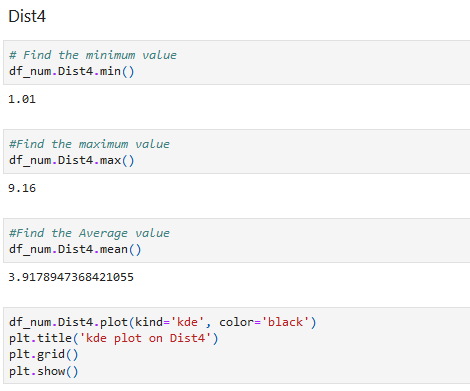 Dist4
# Find the minimum value
df_num.Dist4.min()
1.01
#Find the maximum value
df_num.Dist4.max()
9.16
#Find the Average value
df_num.Dist4.mean()
3.9178947368421055
df_num.Dist4.plot(kind='kde', color='black')
plt.title('kde plot on Dist4')
plt.grid()
plt.show()